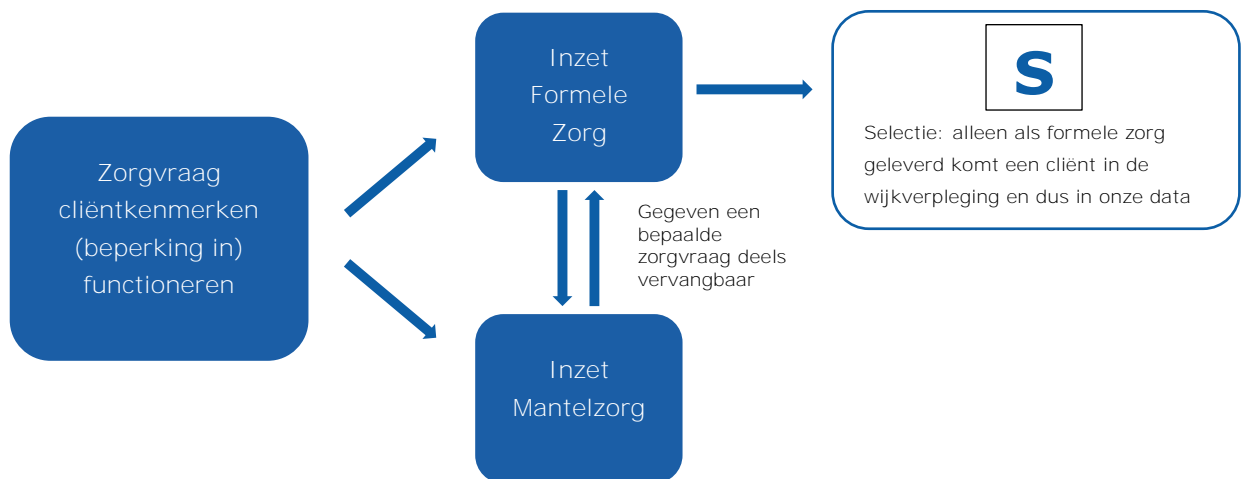 Zorgvraag
cliëntkenmerken
(beperking in)
functioneren
Inzet
Formele
Zorg
S
Selectie: alleen als formele zorg
geleverd komt een cliënt in de
wijkverpleging en dus in onze data
Gegeven een
bepaalde
zorgvraag deels
vervangbaar
Inzet
Mantelzorg